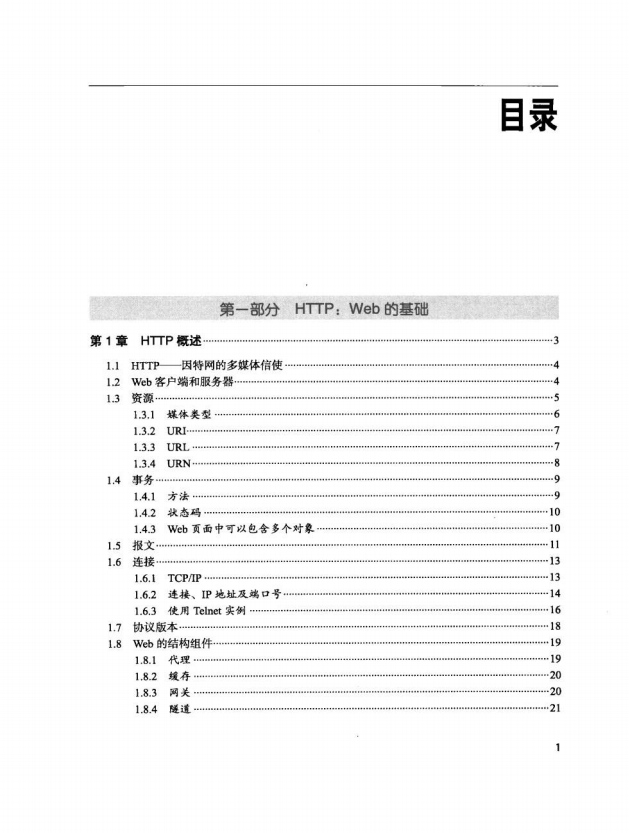 目录
第一部分 HTTP：Web 的基础
第 1 章 HTTP 概述……3
1.1 HTTP——因特网的多媒体信使……4
1.2 Web 客户端和服务器……4
1.3 资源……5
1.3.1 媒体类型……6
1.3.2 URI……7
1.3.3 URL……7
1.3.4 URN……8
1.4 事务……9
1.4.1 方法……9
1.4.2 状态码……10
1.4.3 Web 页面中可以包含多个对象……10
1.5 报文……11
1.6 连接……13
1.6.1 TCP/IP……13
1.6.2 连接、IP 地址及端口号……14
1.6.3 使用 Telnet 实例……16
1.7 协议版本……18
1.8 Web 的结构组件……19
1.8.1 代理……19
1.8.2 缓存……20
1.8.3 网关……20
1.8.4 隧道……21
1